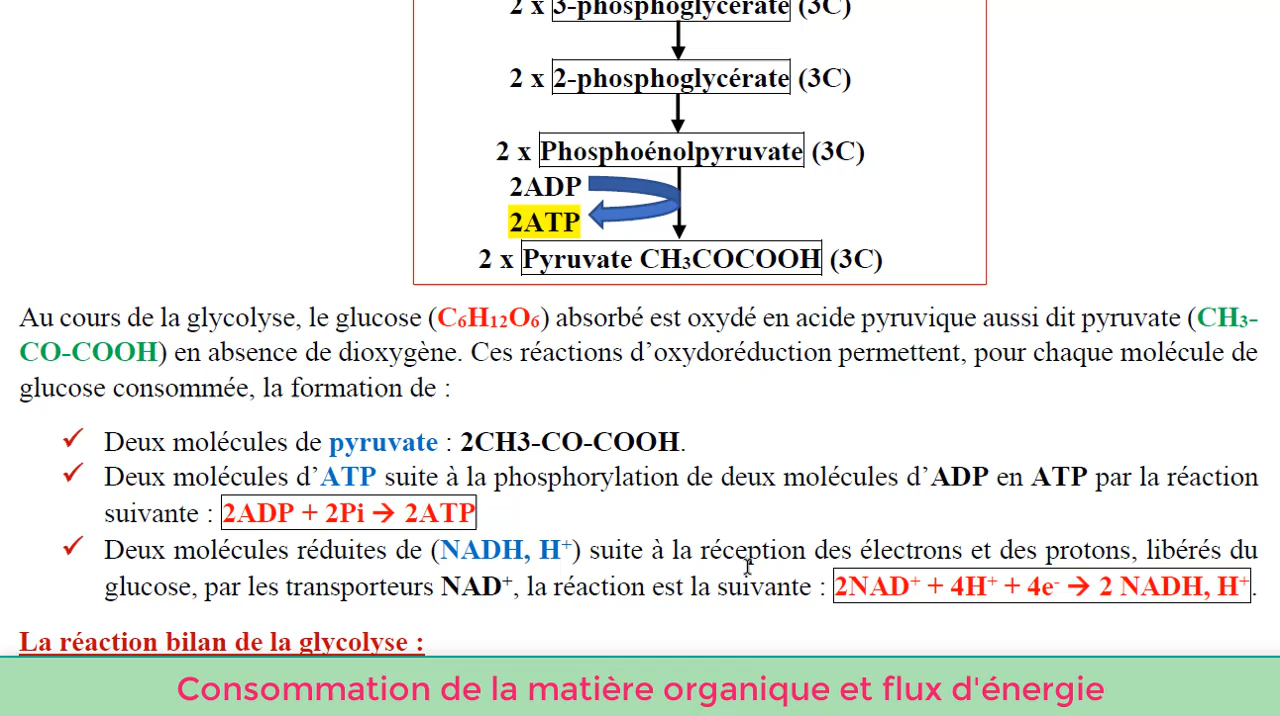 2 x 3-phosphoglycérate (3C)
2 x 2-phosphoglycérate (3C)
2 x Phosphoénolpyruvate (3C)
2ADP
2ATP
2 x Pyruvate CH₃COCOOH (3C)
Au cours de la glycolyse, le glucose (C₆H₁₂O₆) absorbé est oxydé en acide pyruvique aussi dit pyruvate (CH₃-
CO-COOH) en absence de dioxygène. Ces réactions d’oxydoréduction permettent, pour chaque molécule de
glucose consommée, la formation de :
✓ Deux molécules de pyruvate : 2CH3-CO-COOH.
✓ Deux molécules d’ATP suite à la phosphorylation de deux molécules d’ADP en ATP par la réaction
suivante : 2ADP + 2Pi → 2ATP
✓ Deux molécules réduites de (NADH, H⁺) suite à la réception des électrons et des protons, libérés du
glucose, par les transporteurs NAD⁺, la réaction est la suivante : 2NAD⁺ + 4H⁺ + 4e⁻ → 2 NADH, H⁺.
La réaction bilan de la glycolyse :
Consommation de la matière organique et flux d'énergie